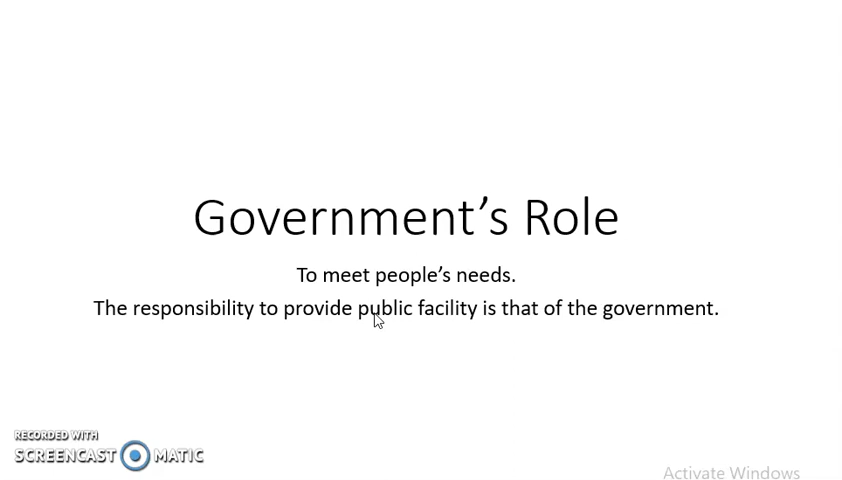 Government’s Role
To meet people’s needs.
The responsibility to provide public facility is that of the government.
RECORDED WITH
SCREENCAST MATIC
Activate Windows